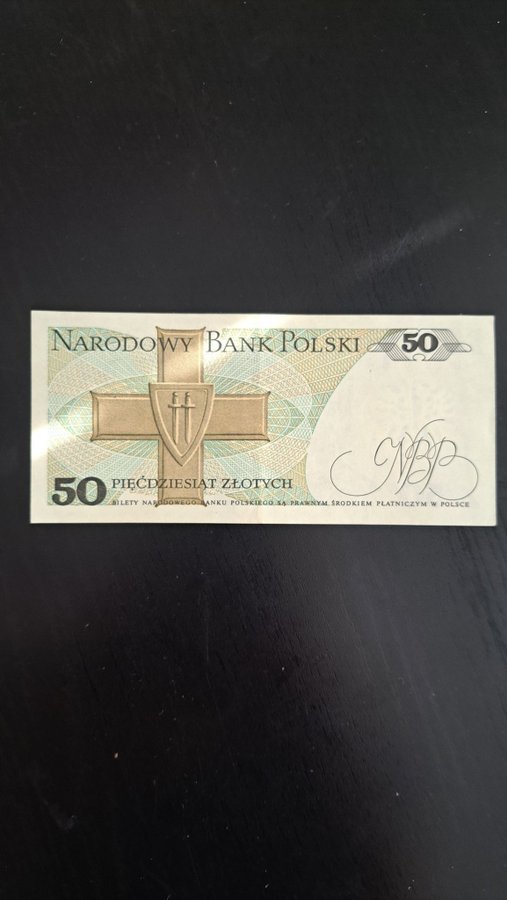 NARODOWY BANK POLSKI 50
NBP
50 PIĘĆDZIESIĄT ZŁOTYCH
BILETY NARODOWEGO BANKU POLSKIEGO SĄ PRAWNYM ŚRODKIEM PŁATNICZYM W POLSCE